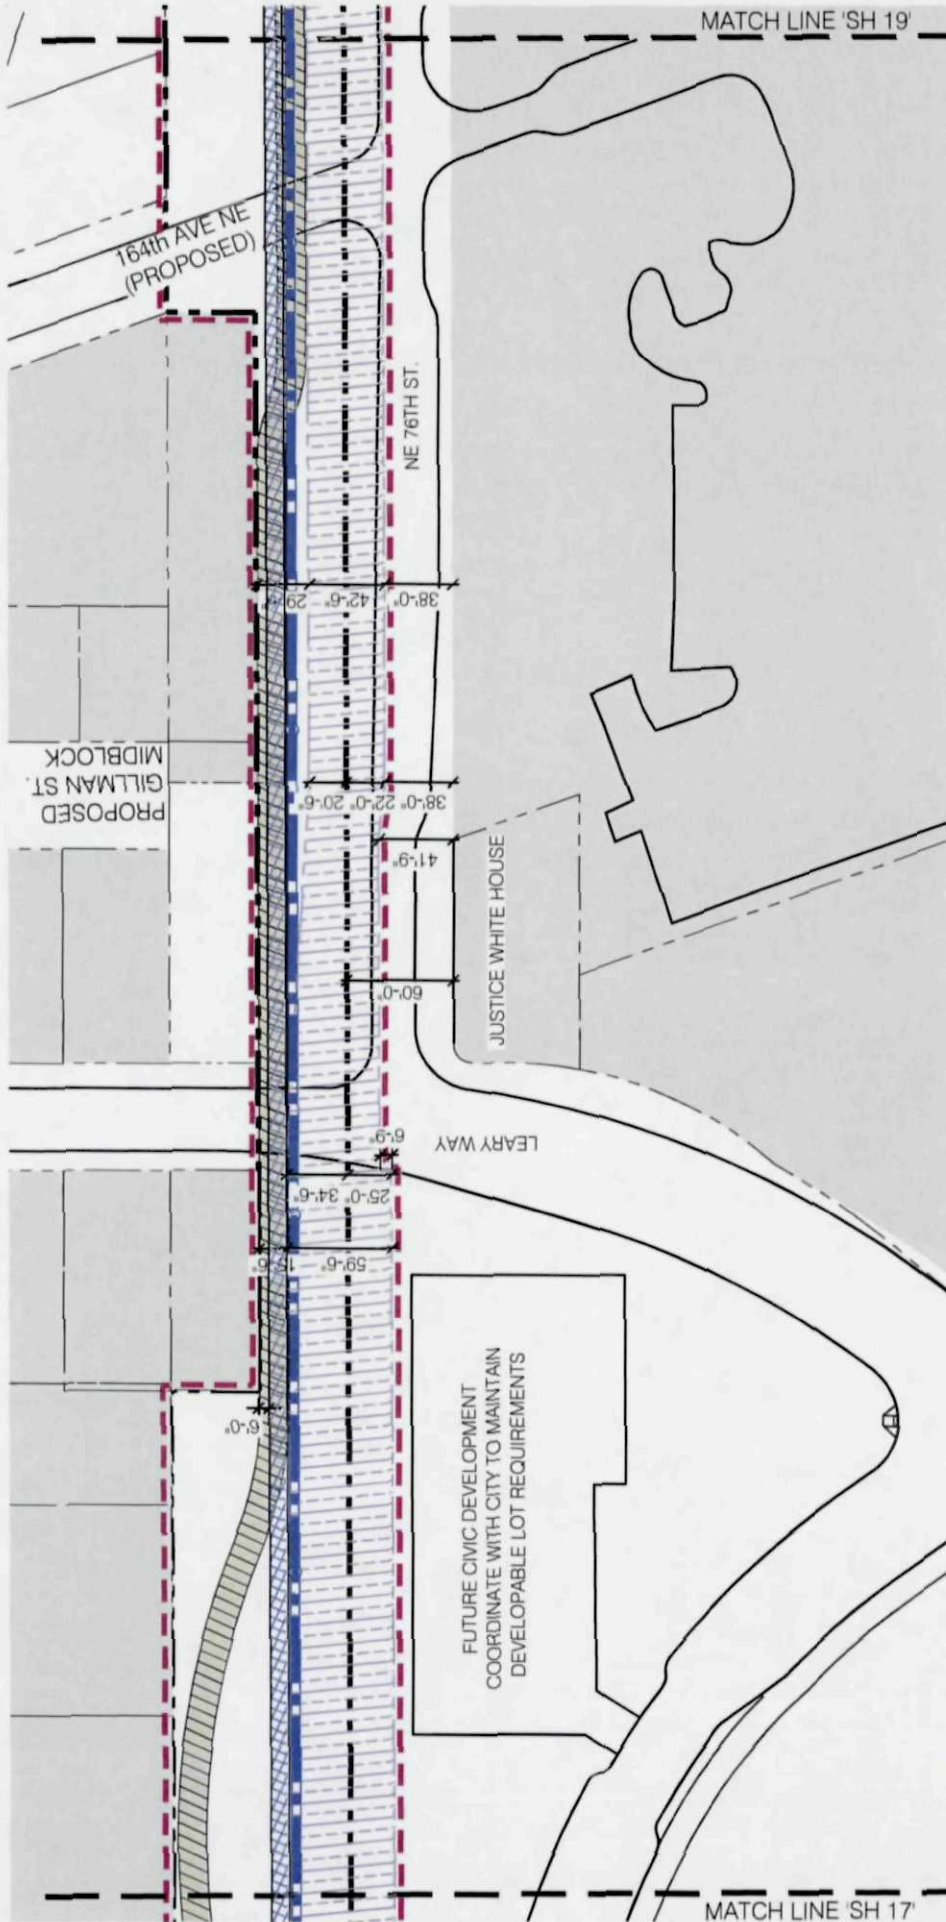 MATCH LINE 'SH 19'
164th AVE NE
(PROPOSED)
NE 76TH ST.
42'-6"
38'-0"
PROPOSED
GILLMAN ST.
MIDBLOCK
20'-6"
22'-0"
38'-0"
41'-9"
JUSTICE WHITE HOUSE
60'-0"
LEARY WAY
6'-9"
34'-6"
25'-0"
59'-6"
6'-0"
FUTURE CIVIC DEVELOPMENT
COORDINATE WITH CITY TO MAINTAIN
DEVELOPABLE LOT REQUIREMENTS
MATCH LINE 'SH 17'